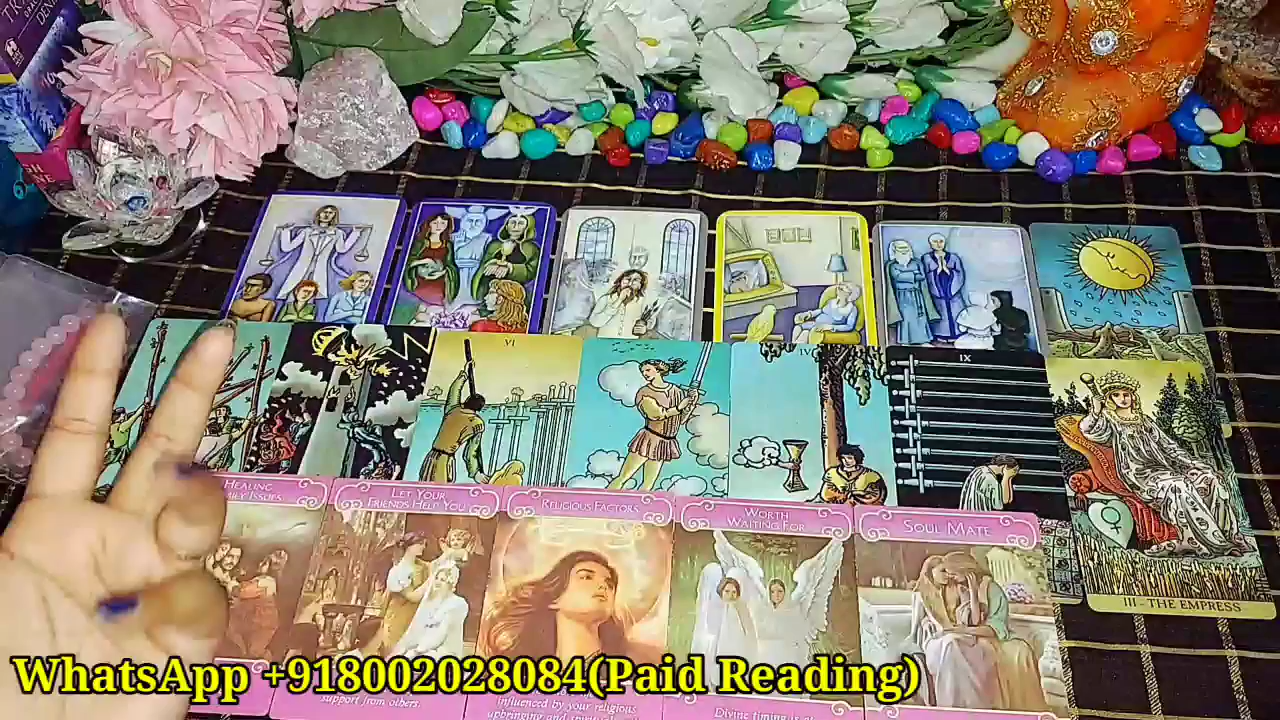 VI
IV
IX
HEALING
FAMILY ISSUES
LET YOUR
FRIENDS HELP YOU
RELIGIOUS FACTORS
WORTH
WAITING FOR
SOUL MATE
III - THE EMPRESS
WhatsApp +918002028084(Paid Reading)
support from others.
influenced by your religious
upbringing and
Divine timing is